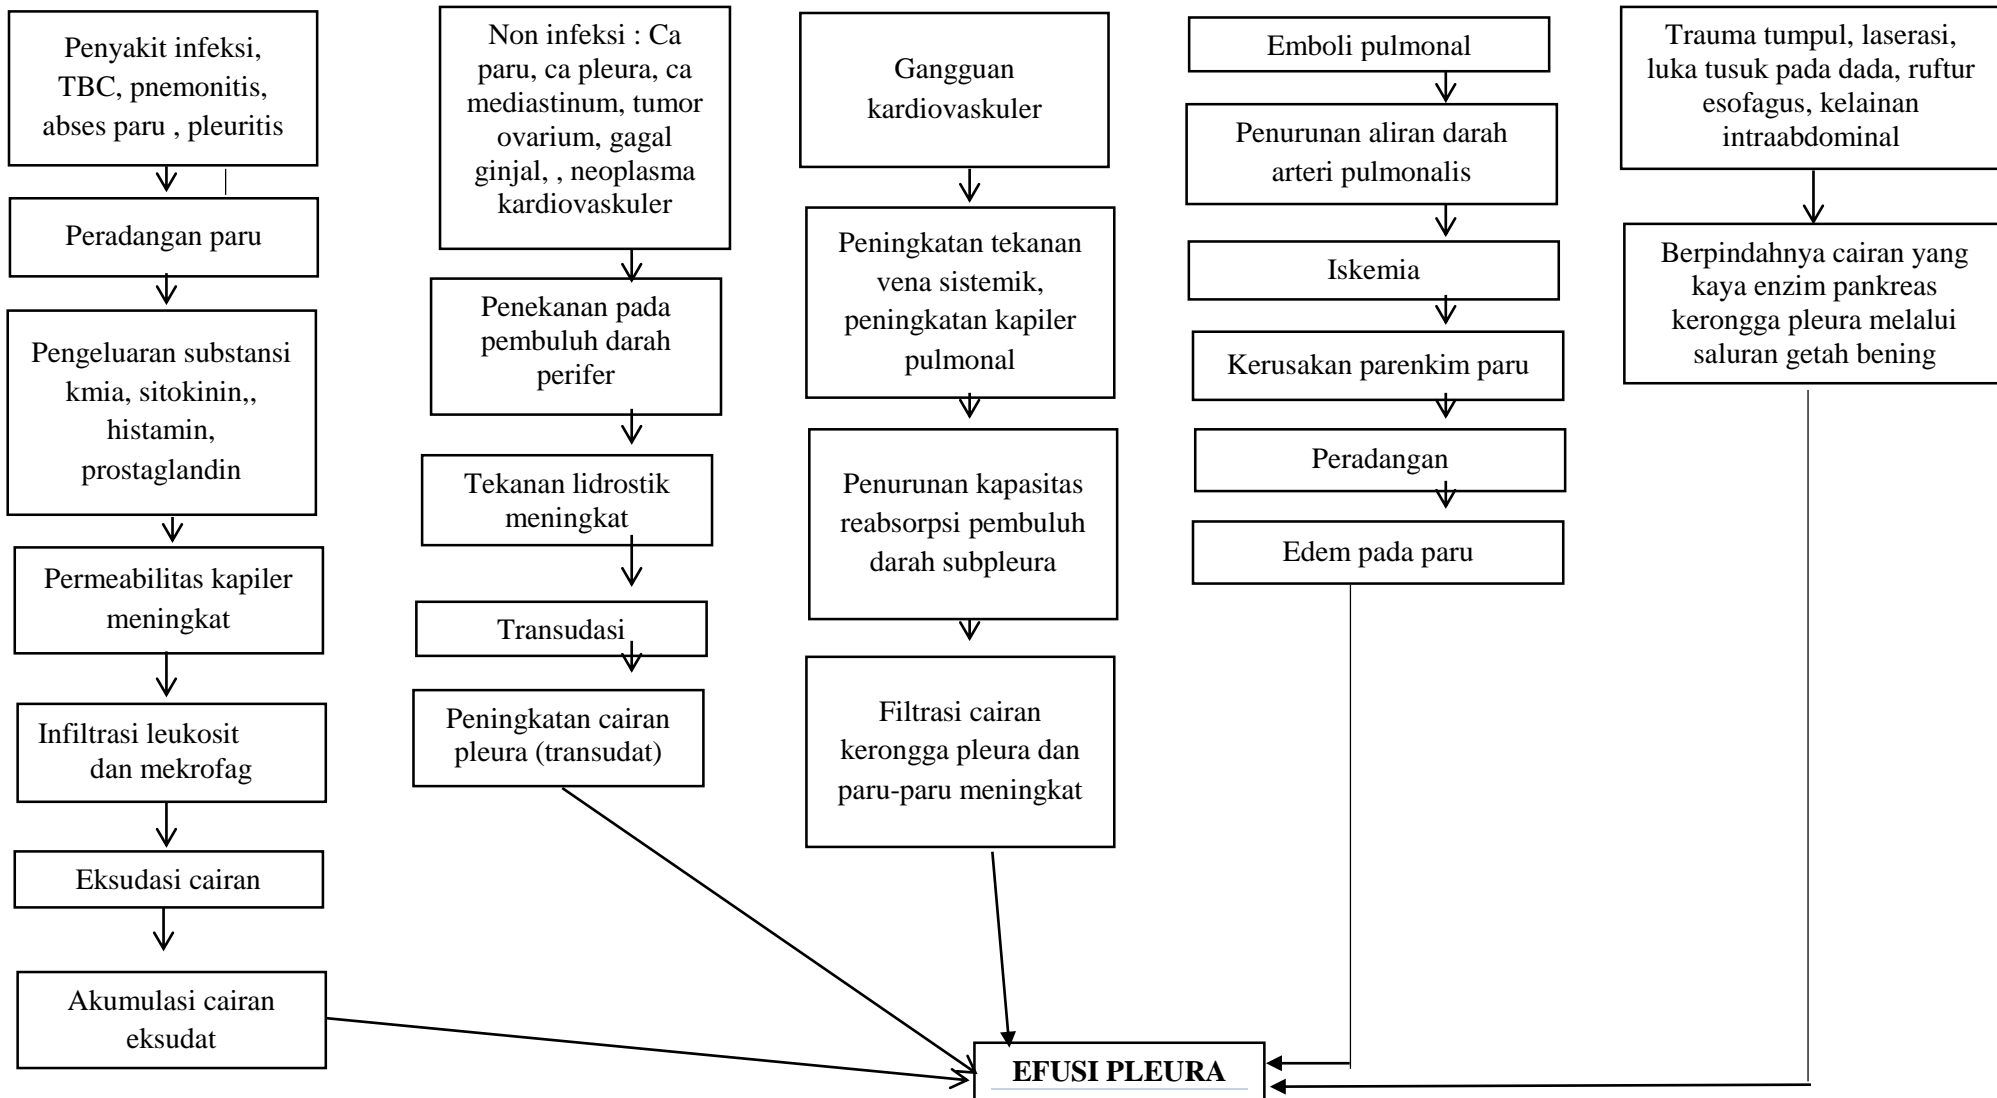 Penyakit infeksi,
TBC, pnemonitis,
abses paru , pleuritis
Peradangan paru
Pengeluaran substansi
kmia, sitokinin,,
histamin,
prostaglandin
Permeabilitas kapiler
meningkat
Infiltrasi leukosit
dan mekrofag
Eksudasi cairan
Akumulasi cairan
eksudat
Non infeksi : Ca
paru, ca pleura, ca
mediastinum, tumor
ovarium, gagal
ginjal, , neoplasma
kardiovaskuler
Penekanan pada
pembuluh darah
perifer
Tekanan lidrostik
meningkat
Transudasi
Peningkatan cairan
pleura (transudat)
Gangguan
kardiovaskuler
Peningkatan tekanan
vena sistemik,
peningkatan kapiler
pulmonal
Penurunan kapasitas
reabsorpsi pembuluh
darah subpleura
Filtrasi cairan
kerongga pleura dan
paru-paru meningkat
Emboli pulmonal
Penurunan aliran darah
arteri pulmonalis
Iskemia
Kerusakan parenkim paru
Peradangan
Edem pada paru
Trauma tumpul, laserasi,
luka tusuk pada dada, ruftur
esofagus, kelainan
intraabdominal
Berpindahnya cairan yang
kaya enzim pankreas
kerongga pleura melalui
saluran getah bening
EFUSI PLEURA